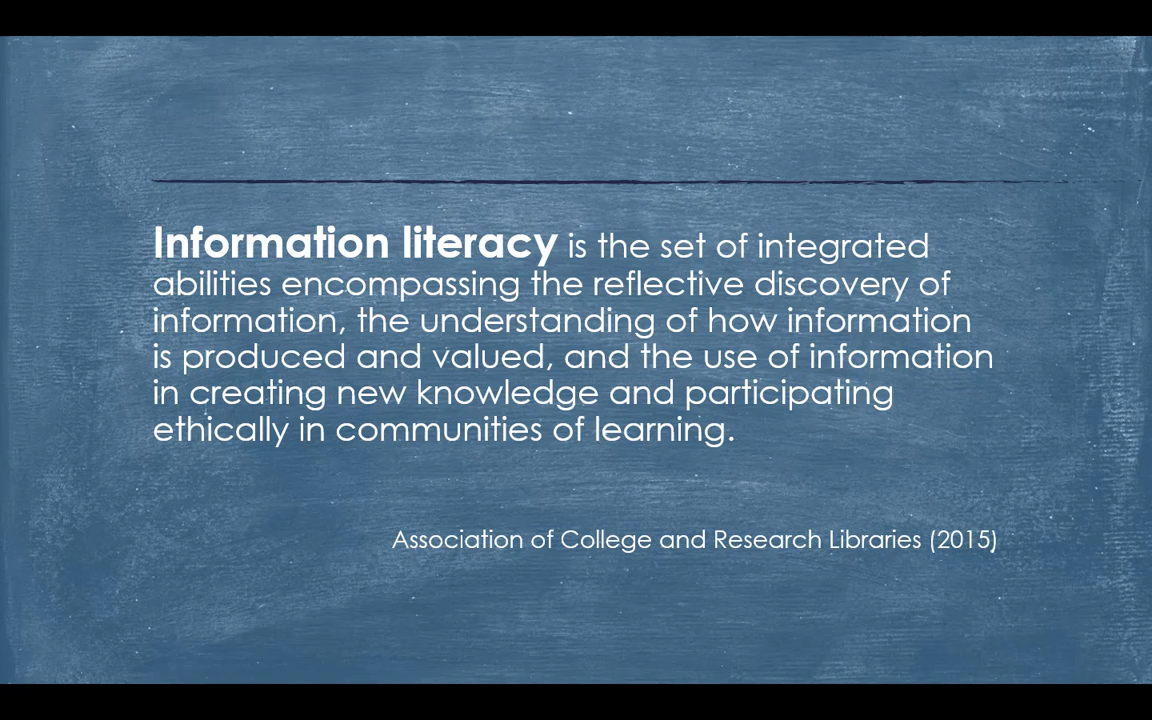 Information literacy is the set of integrated
abilities encompassing the reflective discovery of
information, the understanding of how information
is produced and valued, and the use of information
in creating new knowledge and participating
ethically in communities of learning.
Association of College and Research Libraries (2015)